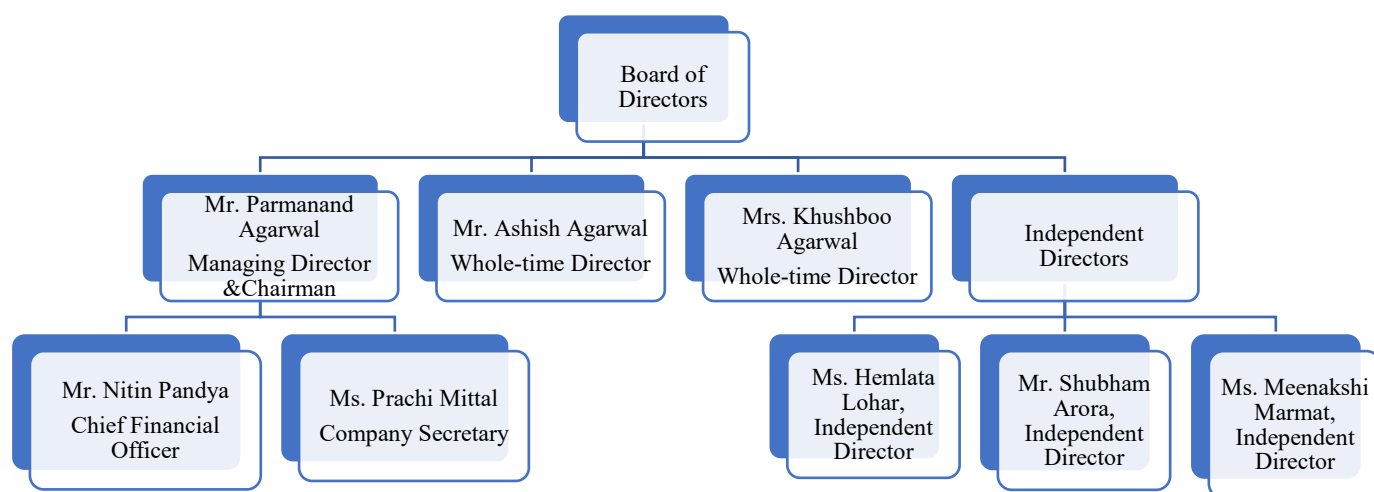 Board of
Directors
Mr. Parmanand
Agarwal
Managing Director
&Chairman
Mr. Ashish Agarwal
Whole-time Director
Mrs. Khushboo
Agarwal
Whole-time Director
Independent
Directors
Mr. Nitin Pandya
Chief Financial
Officer
Ms. Prachi Mittal
Company Secretary
Ms. Hemlata
Lohar,
Independent
Director
Mr. Shubham
Arora,
Independent
Director
Ms. Meenakshi
Marmat,
Independent
Director